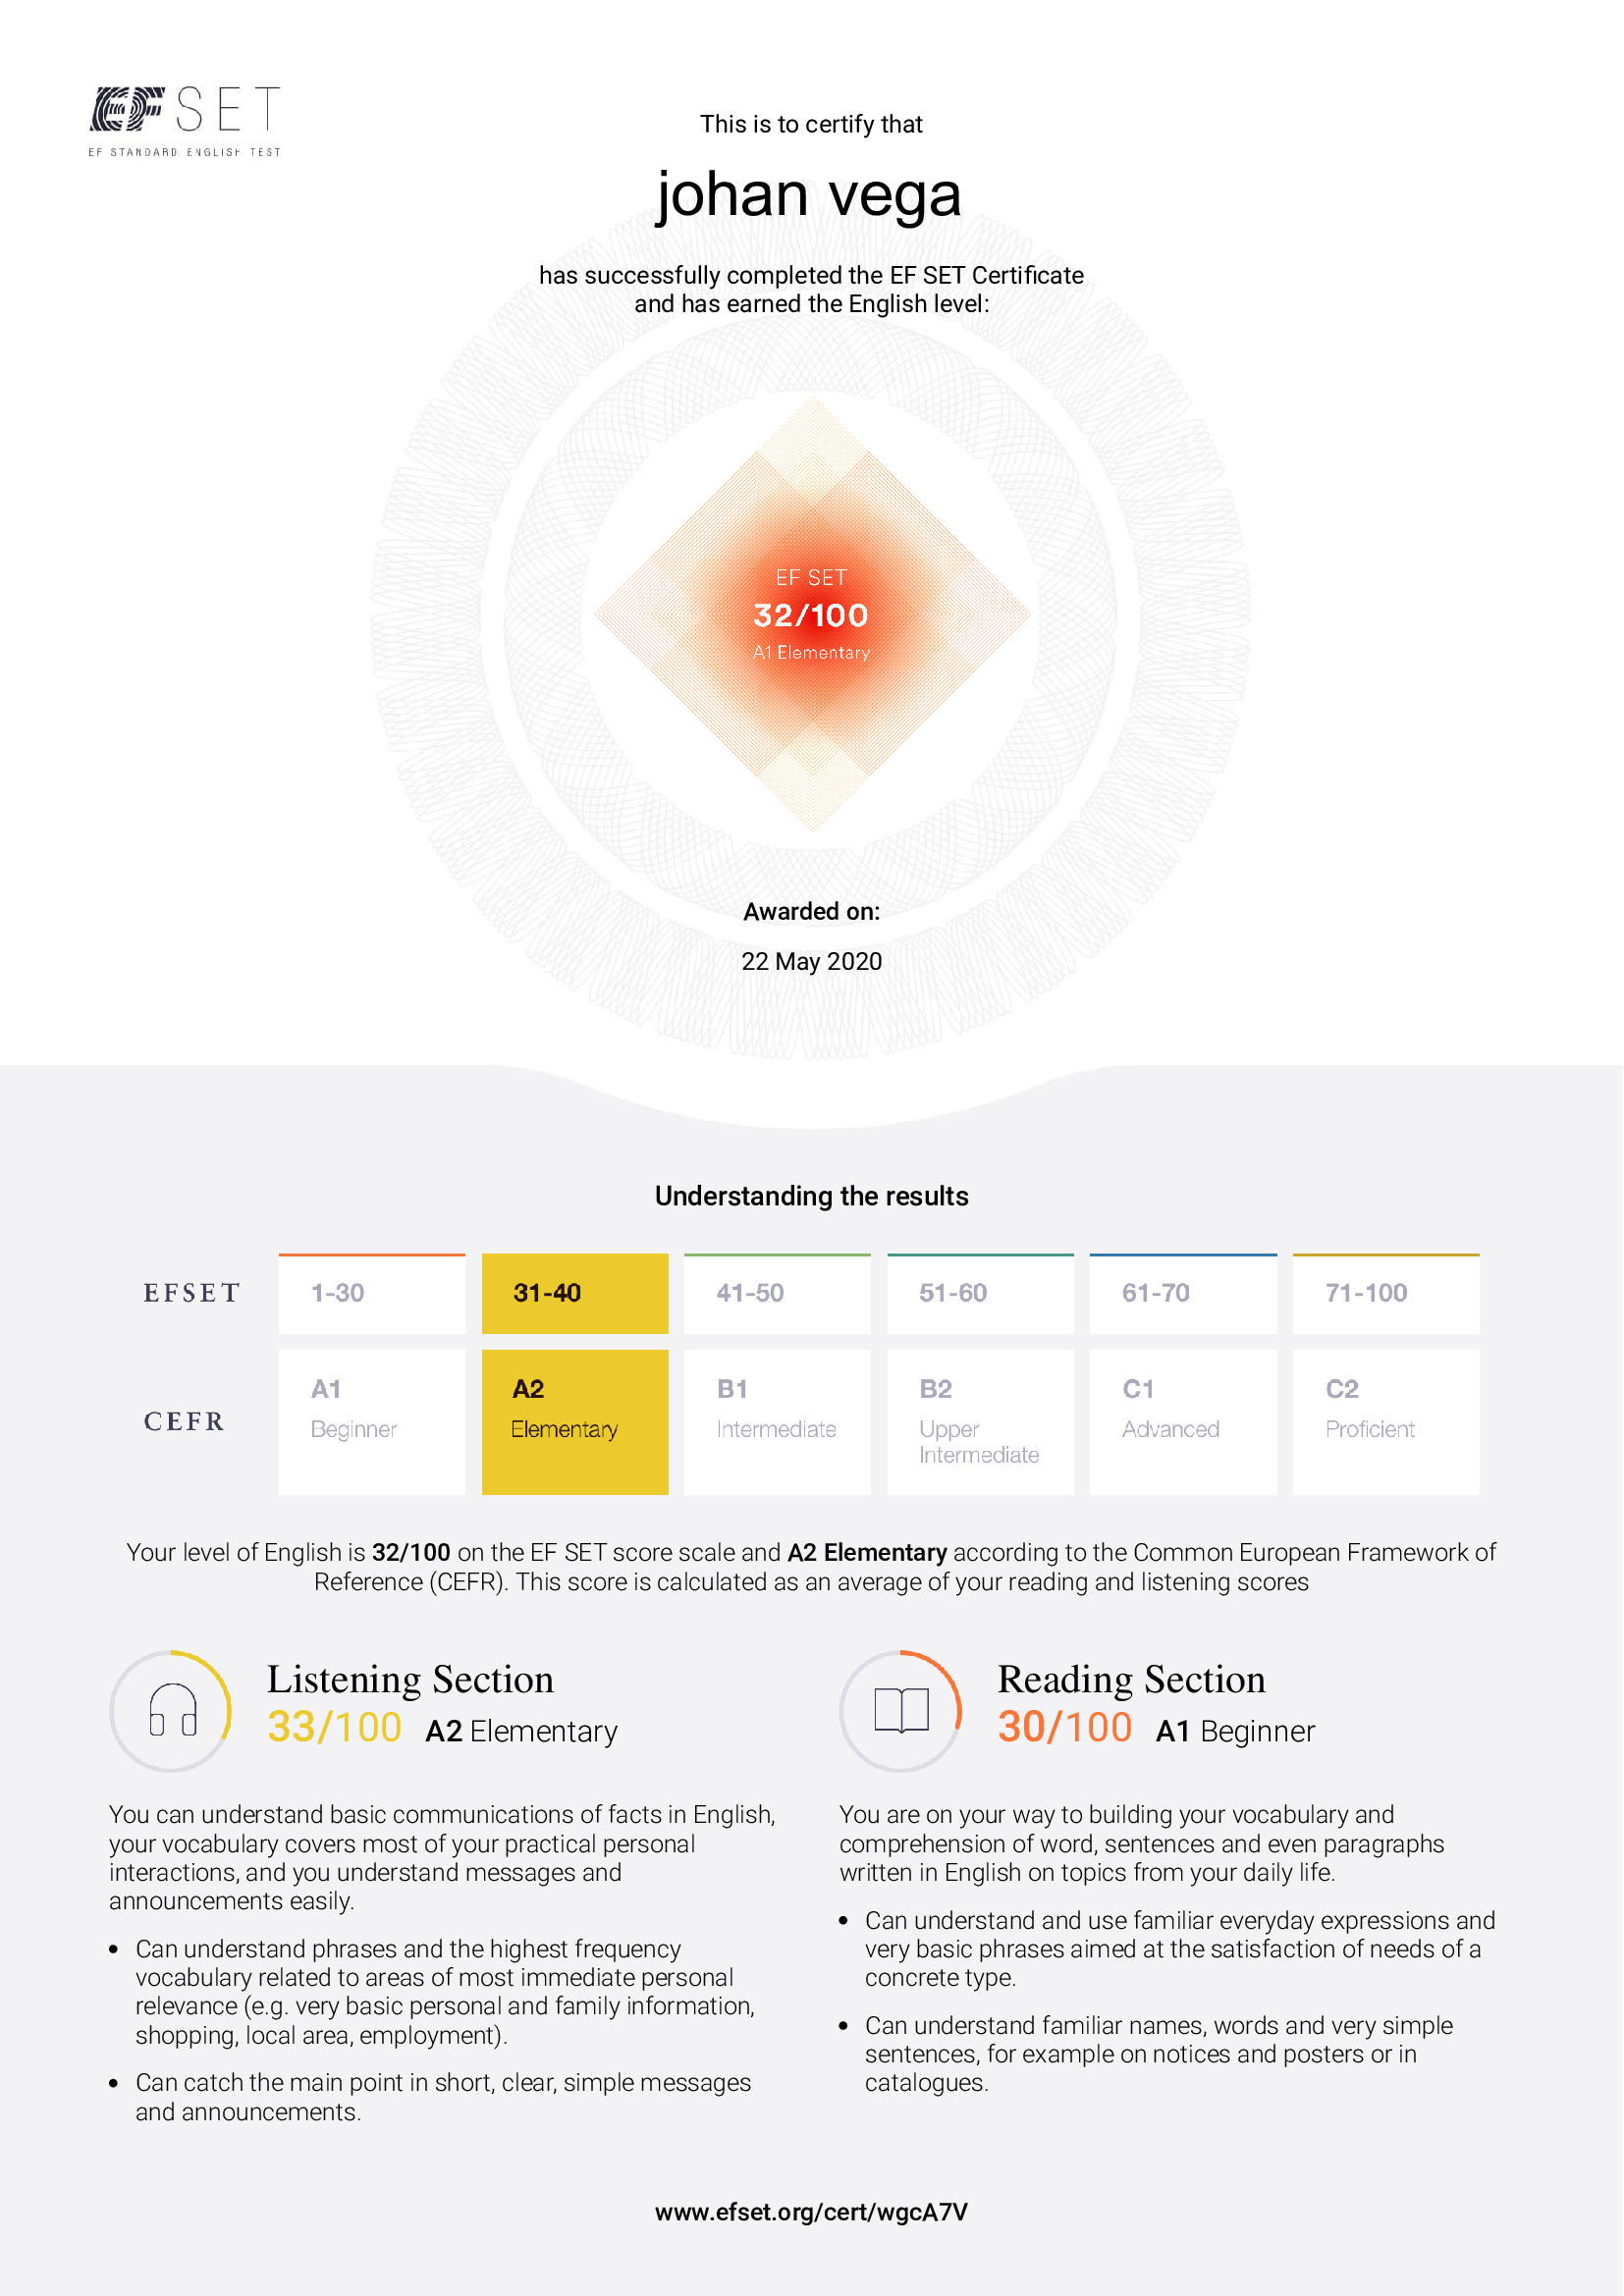 EF SET
EF STANDARD ENGLISH TEST
This is to certify that
johan vega
has successfully completed the EF SET Certificate
and has earned the English level:
EF SET
32/100
A1 Elementary
Awarded on:
22 May 2020
Understanding the results
EFSET 1-30 31-40 41-50 51-60 61-70 71-100
CEFR
A1
Beginner
A2
Elementary
B1
Intermediate
B2
Upper
Intermediate
C1
Advanced
C2
Proficient
Your level of English is 32/100 on the EF SET score scale and A2 Elementary according to the Common European Framework of
Reference (CEFR). This score is calculated as an average of your reading and listening scores
Listening Section
33/100 A2 Elementary
You can understand basic communications of facts in English,
your vocabulary covers most of your practical personal
interactions, and you understand messages and
announcements easily.
• Can understand phrases and the highest frequency
vocabulary related to areas of most immediate personal
relevance (e.g. very basic personal and family information,
shopping, local area, employment).
• Can catch the main point in short, clear, simple messages
and announcements.
Reading Section
30/100 A1 Beginner
You are on your way to building your vocabulary and
comprehension of word, sentences and even paragraphs
written in English on topics from your daily life.
• Can understand and use familiar everyday expressions and
very basic phrases aimed at the satisfaction of needs of a
concrete type.
• Can understand familiar names, words and very simple
sentences, for example on notices and posters or in
catalogues.
www.efset.org/cert/wgcA7V